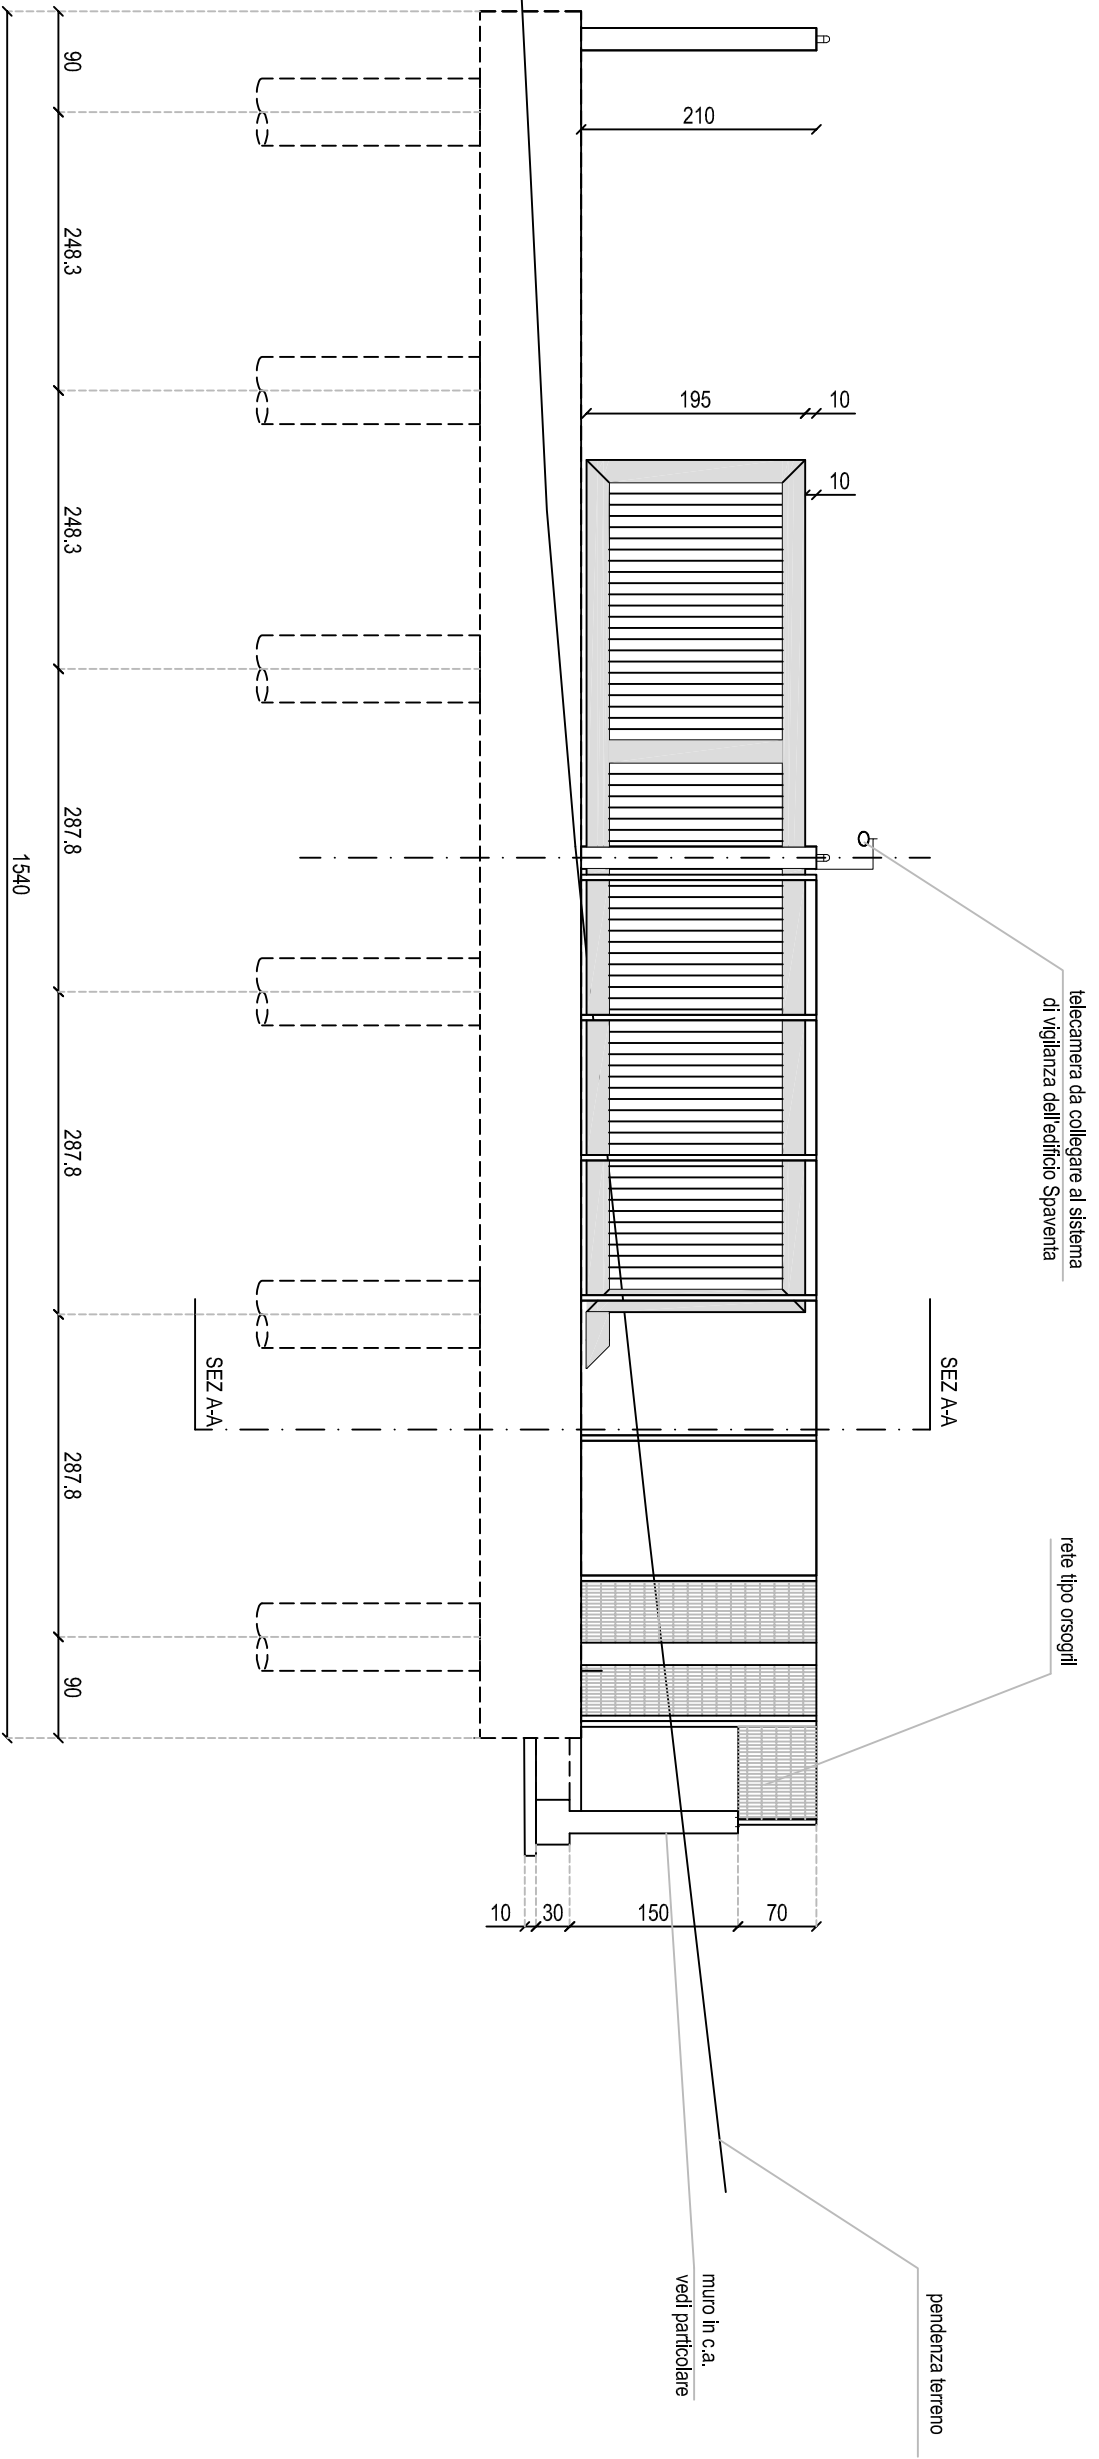 telecamera da collegare al sistema
di vigilanza dell'edificio Spaventa
rete tipo orsogril
pendenza terreno
muro in c.a.
vedi particolare
SEZ A-A
SEZ A-A
210
195
10
10
70
150
30
10
90
248.3
248.3
287.8
287.8
287.8
90
1540